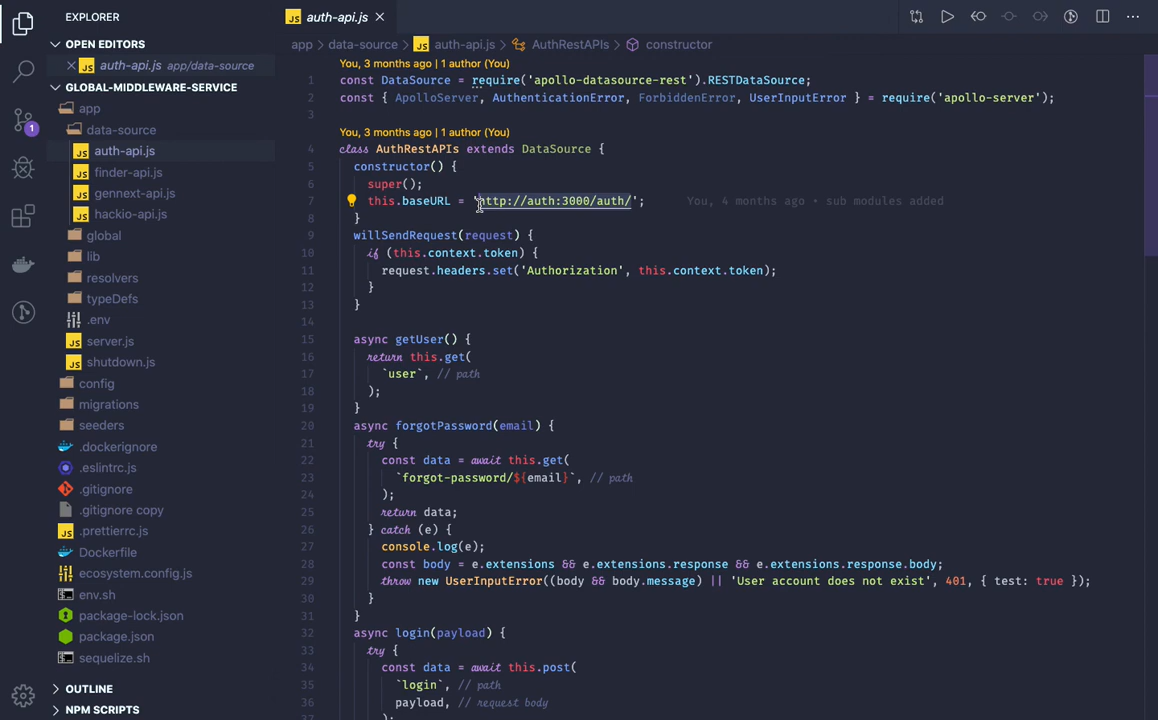 EXPLORER
OPEN EDITORS
auth-api.js app/data-source
GLOBAL-MIDDLEWARE-SERVICE
app
data-source
auth-api.js
finder-api.js
gennext-api.js
hackio-api.js
global
lib
resolvers
typeDefs
.env
server.js
shutdown.js
config
migrations
seeders
.dockerignore
.eslintrc.js
.gitignore
.gitignore copy
.prettierrc.js
Dockerfile
ecosystem.config.js
env.sh
package-lock.json
package.json
sequelize.sh
OUTLINE
NPM SCRIPTS
1
auth-api.js
app > data-source > JS auth-api.js > AuthRestAPIs > constructor
You, 3 months ago | 1 author (You)
1 const DataSource = require('apollo-datasource-rest').RESTDataSource;
2 const { ApolloServer, AuthenticationError, ForbiddenError, UserInputError } = require('apollo-server');
3
You, 3 months ago | 1 author (You)
4 class AuthRestAPIs extends DataSource {
5 constructor() {
6 super();
7 this.baseURL = 'http://auth:3000/auth/'; You, 4 months ago • sub modules added
8 }
9 willSendRequest(request) {
10 if (this.context.token) {
11 request.headers.set('Authorization', this.context.token);
12 }
13 }
14
15 async getUser() {
16 return this.get(
17 `user`, // path
18 );
19 }
20 async forgotPassword(email) {
21 try {
22 const data = await this.get(
23 `forgot-password/${email}`, // path
24 );
25 return data;
26 } catch (e) {
27 console.log(e);
28 const body = e.extensions && e.extensions.response && e.extensions.response.body;
29 throw new UserInputError((body && body.message) || 'User account does not exist', 401, { test: true });
30 }
31 }
32 async login(payload) {
33 try {
34 const data = await this.post(
35 `login`, // path
36 payload, // request body
37 );